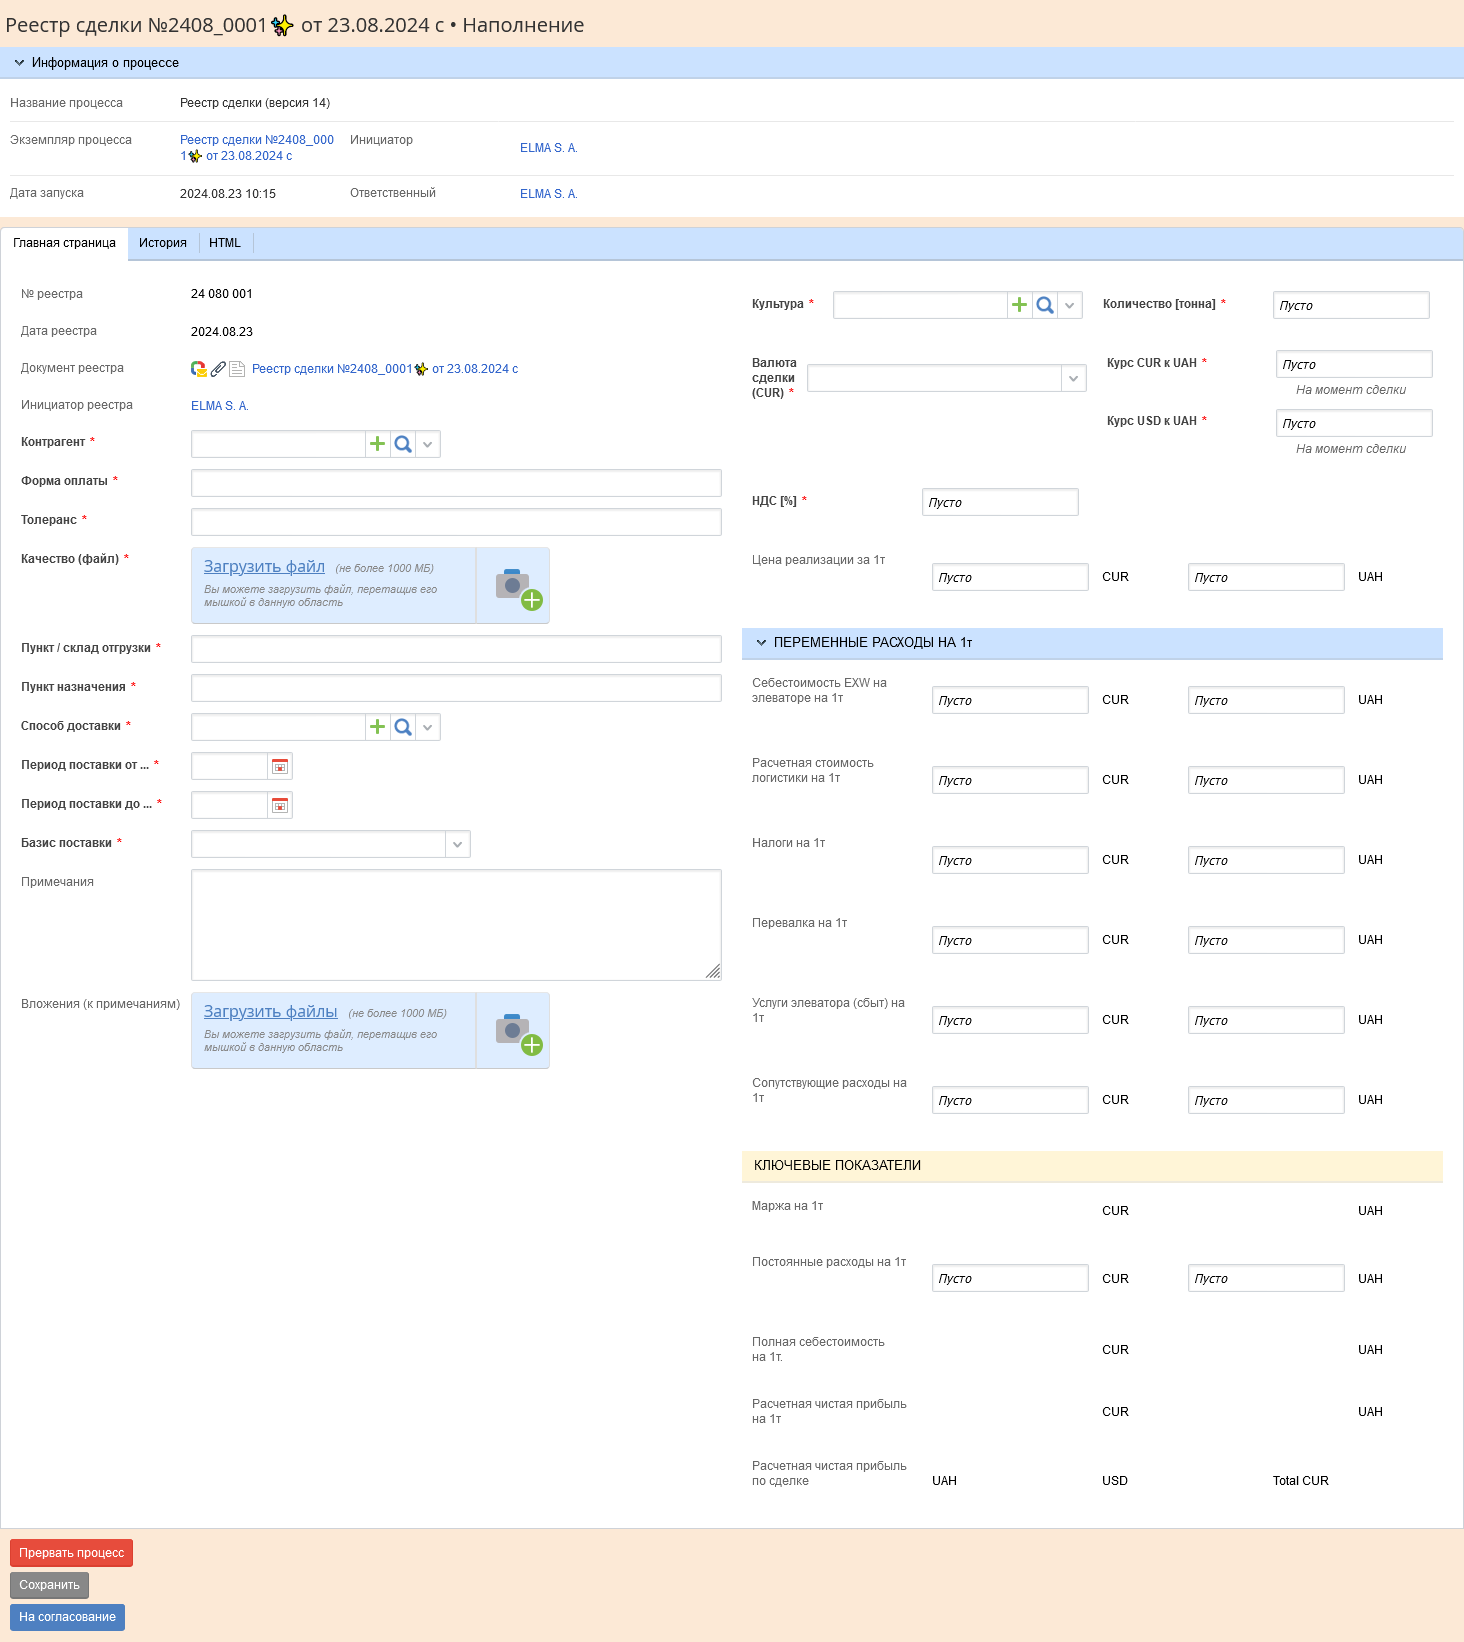 Реестр сделки №2408_0001✨ от 23.08.2024 с • Наполнение
Информация о процессе
Название процесса
Реестр сделки (версия 14)
Экземпляр процесса
Реестр сделки №2408_000
1✨ от 23.08.2024 с
Инициатор
ELMA S. A.
Дата запуска
2024.08.23 10:15
Ответственный
ELMA S. A.
Главная страница
История
HTML
№ реестра
24 080 001
Дата реестра
2024.08.23
Документ реестра
Реестр сделки №2408_0001✨ от 23.08.2024 с
Инициатор реестра
ELMA S. A.
Контрагент *
Форма оплаты *
Толеранс *
Качество (файл) *
Загрузить файл (не более 1000 МБ)
Вы можете загрузить файл, перетащив его
мышкой в данную область
Пункт / склад отгрузки *
Пункт назначения *
Способ доставки *
Период поставки от ... *
Период поставки до ... *
Базис поставки *
Примечания
Вложения (к примечаниям)
Загрузить файлы (не более 1000 МБ)
Вы можете загрузить файл, перетащив его
мышкой в данную область
Культура *
Количество [тонна] *
Пусто
Валюта
сделки
(CUR) *
Курс CUR к UAH *
Пусто
На момент сделки
Курс USD к UAH *
Пусто
На момент сделки
НДС [%] *
Пусто
Цена реализации за 1т
Пусто CUR Пусто UAH
ПЕРЕМЕННЫЕ РАСХОДЫ НА 1т
Себестоимость EXW на
элеваторе на 1т
Пусто CUR Пусто UAH
Расчетная стоимость
логистики на 1т
Пусто CUR Пусто UAH
Налоги на 1т
Пусто CUR Пусто UAH
Перевалка на 1т
Пусто CUR Пусто UAH
Услуги элеватора (сбыт) на
1т
Пусто CUR Пусто UAH
Сопутствующие расходы на
1т
Пусто CUR Пусто UAH
КЛЮЧЕВЫЕ ПОКАЗАТЕЛИ
Маржа на 1т
CUR UAH
Постоянные расходы на 1т
Пусто CUR Пусто UAH
Полная себестоимость
на 1т.
CUR UAH
Расчетная чистая прибыль
на 1т
CUR UAH
Расчетная чистая прибыль
по сделке
UAH USD Total CUR
Прервать процесс
Сохранить
На согласование